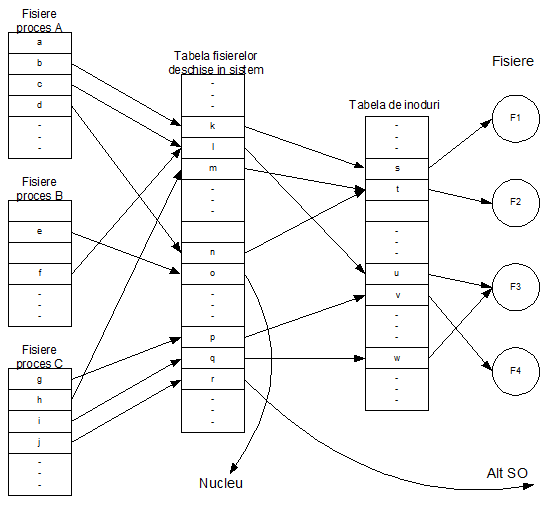 Fisiere
proces A
a
b
c
d
Fisiere
proces B
e
f
Fisiere
proces C
g
h
i
j
Tabela fisierelor
deschise in sistem
k
l
m
n
o
p
q
r
Nucleu
Tabela de inoduri
s
t
u
v
w
Fisiere
F1
F2
F3
F4
Alt SO